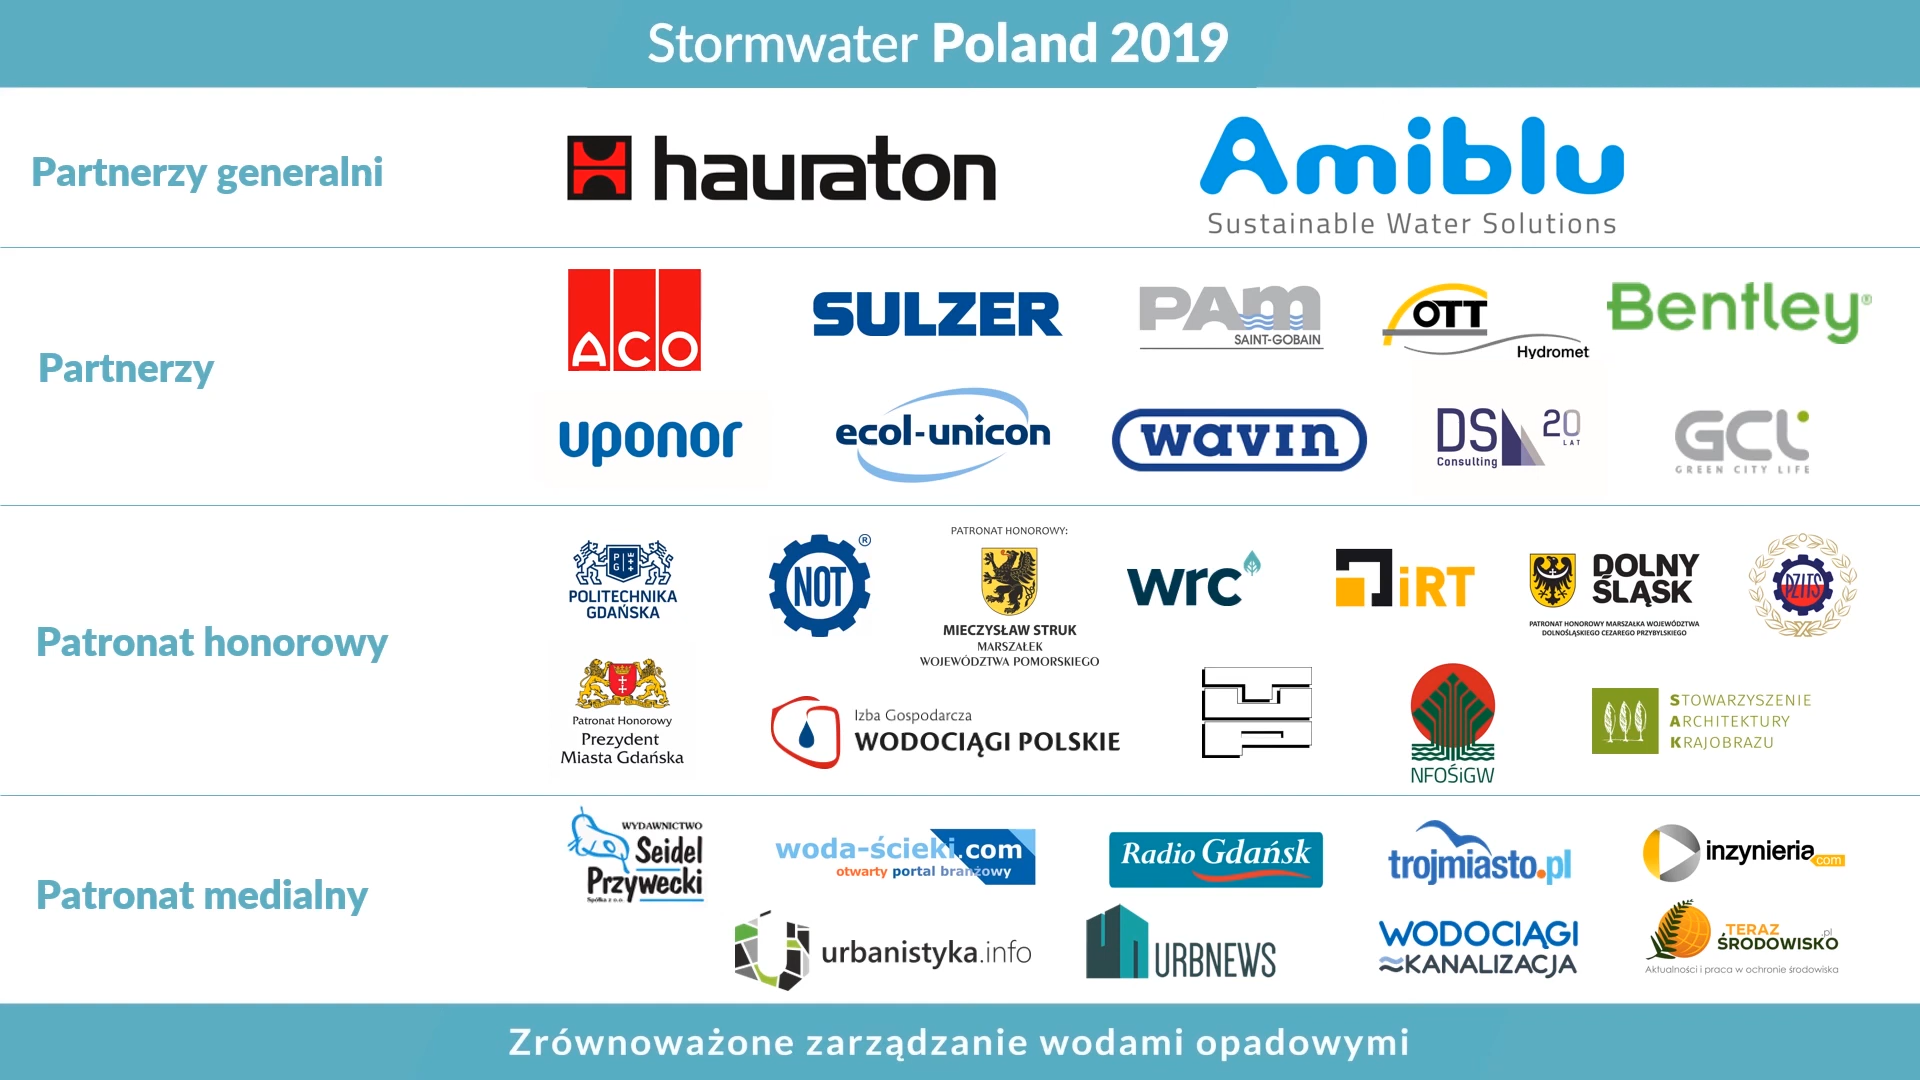 Stormwater Poland 2019
Partnerzy generalni
hauraton
Amiblu
Sustainable Water Solutions
Partnerzy
ACO
SULZER
PAM
SAINT-GOBAIN
OTT
Hydromet
Bentley®
uponor
ecol-unicon
wavin
DS
Consulting
20
LAT
GCL
GREEN CITY LIFE
Patronat honorowy
POLITECHNIKA
GDAŃSKA
NOT ®
PATRONAT HONOROWY:
MIECZYSŁAW STRUK
MARSZAŁEK
WOJEWÓDZTWA POMORSKIEGO
wrc
iRT
DOLNY
ŚLĄSK
PATRONAT HONOROWY MARSZAŁKA WOJEWÓDZTWA
DOLNOŚLĄSKIEGO CEZAREGO PRZYBYLSKIEGO
PZITS
Patronat Honorowy
Prezydent
Miasta Gdańska
Izba Gospodarcza
WODOCIĄGI POLSKIE
NFOŚiGW
STOWARZYSZENIE
ARCHITEKTURY
KRAJOBRAZU
Patronat medialny
WYDAWNICTWO
Seidel
Przywecki
Spółka z o.o.
woda-ścieki.com
otwarty portal branżowy
Radio Gdańsk
trojmiasto.pl
inzynieria.com
urbanistyka.info
URBNEWS
WODOCIĄGI
KANALIZACJA
TERAZ
ŚRODOWISKO.pl
Aktualności i praca w ochronie środowiska
Zrównoważone zarządzanie wodami opadowymi